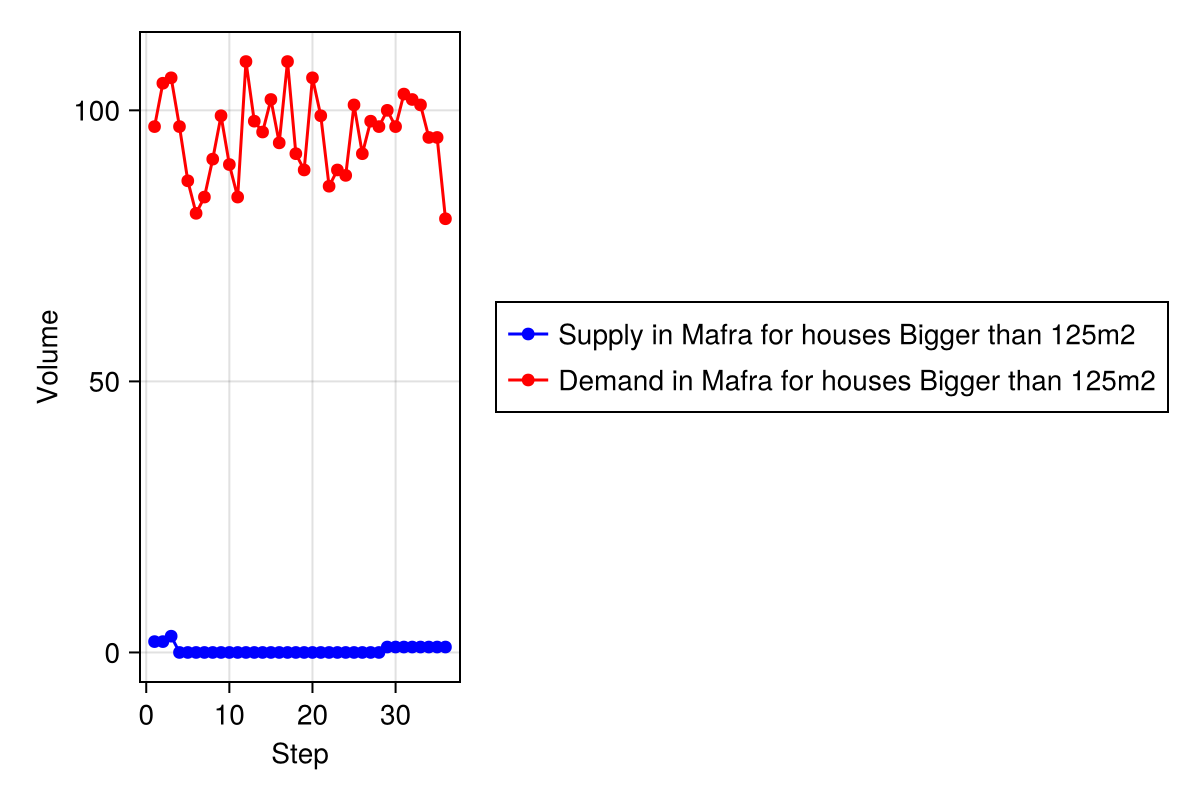 100
50
0
Volume
0 10 20 30
Step
Supply in Mafra for houses Bigger than 125m2
Demand in Mafra for houses Bigger than 125m2